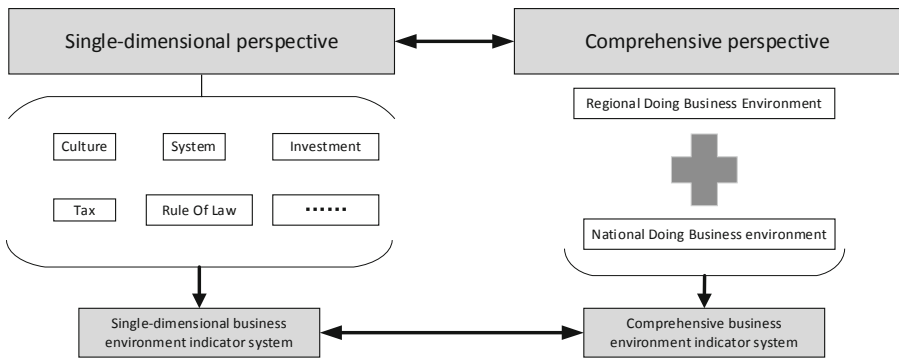 Single-dimensional perspective
Comprehensive perspective
Regional Doing Business Environment
Culture
System
Investment
Tax
Rule Of Law
......
National Doing Business environment
Single-dimensional business
environment indicator system
Comprehensive business
environment indicator system